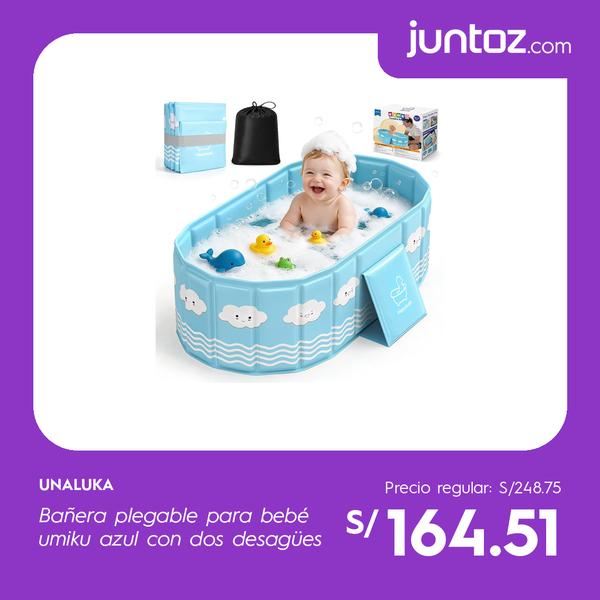 juntoz.com
UNALUKA
Bañera plegable para bebé
umiku azul con dos desagües
Precio regular: S/248.75
S/164.51